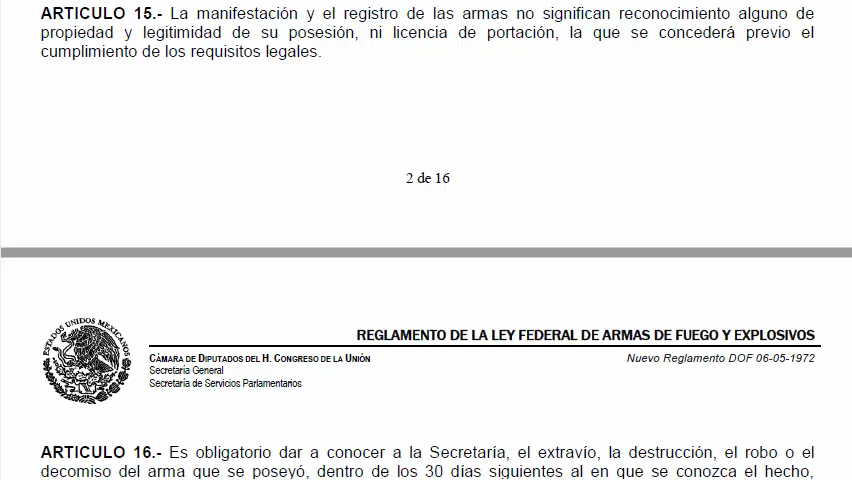 ARTICULO 15.- La manifestación y el registro de las armas no significan reconocimiento alguno de
propiedad y legitimidad de su posesión, ni licencia de portación, la que se concederá previo el
cumplimiento de los requisitos legales.
2 de 16
ESTADOS UNIDOS MEXICANOS
REGLAMENTO DE LA LEY FEDERAL DE ARMAS DE FUEGO Y EXPLOSIVOS
CÁMARA DE DIPUTADOS DEL H. CONGRESO DE LA UNIÓN
Secretaría General
Secretaría de Servicios Parlamentarios
Nuevo Reglamento DOF 06-05-1972
ARTICULO 16.- Es obligatorio dar a conocer a la Secretaría, el extravío, la destrucción, el robo o el
decomiso del arma que se poseyó, dentro de los 30 días siguientes al en que se conozca el hecho,